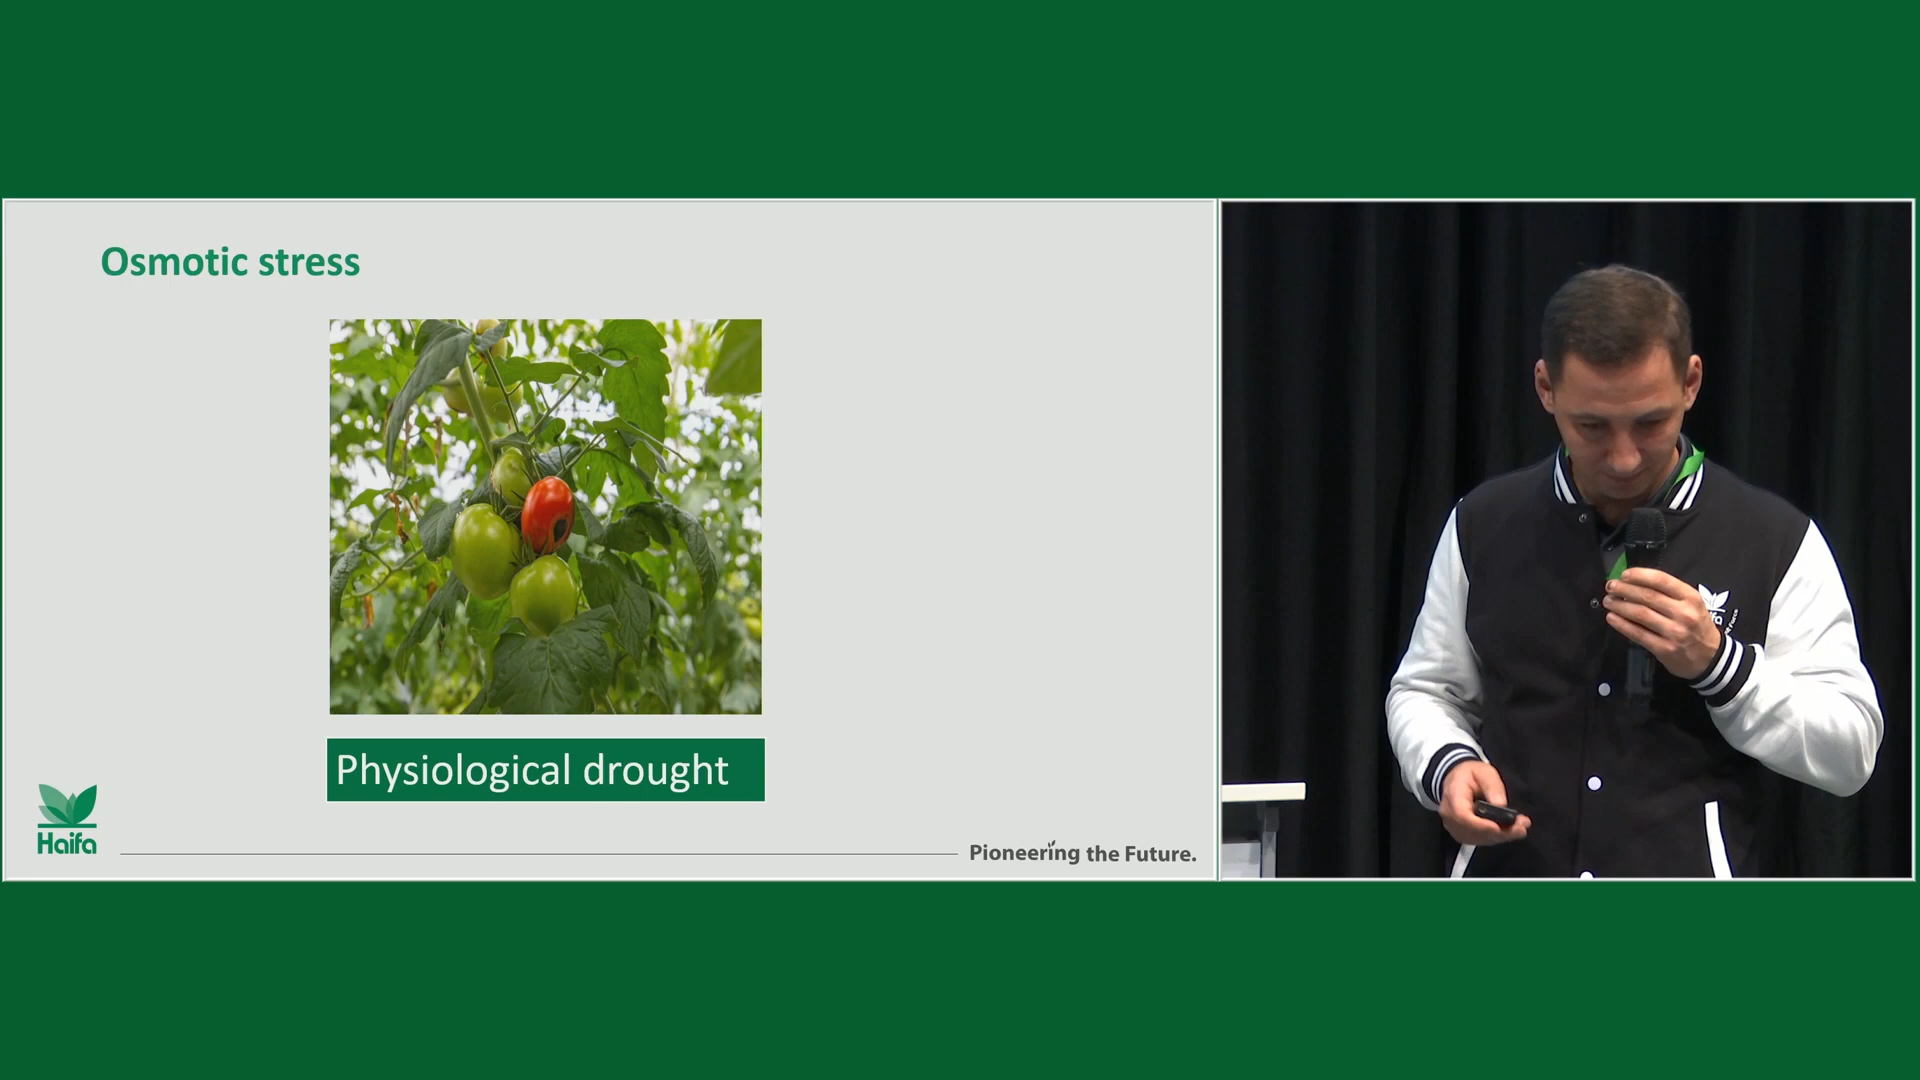 Osmotic stress
Physiological drought
Haifa
Pioneering the Future.